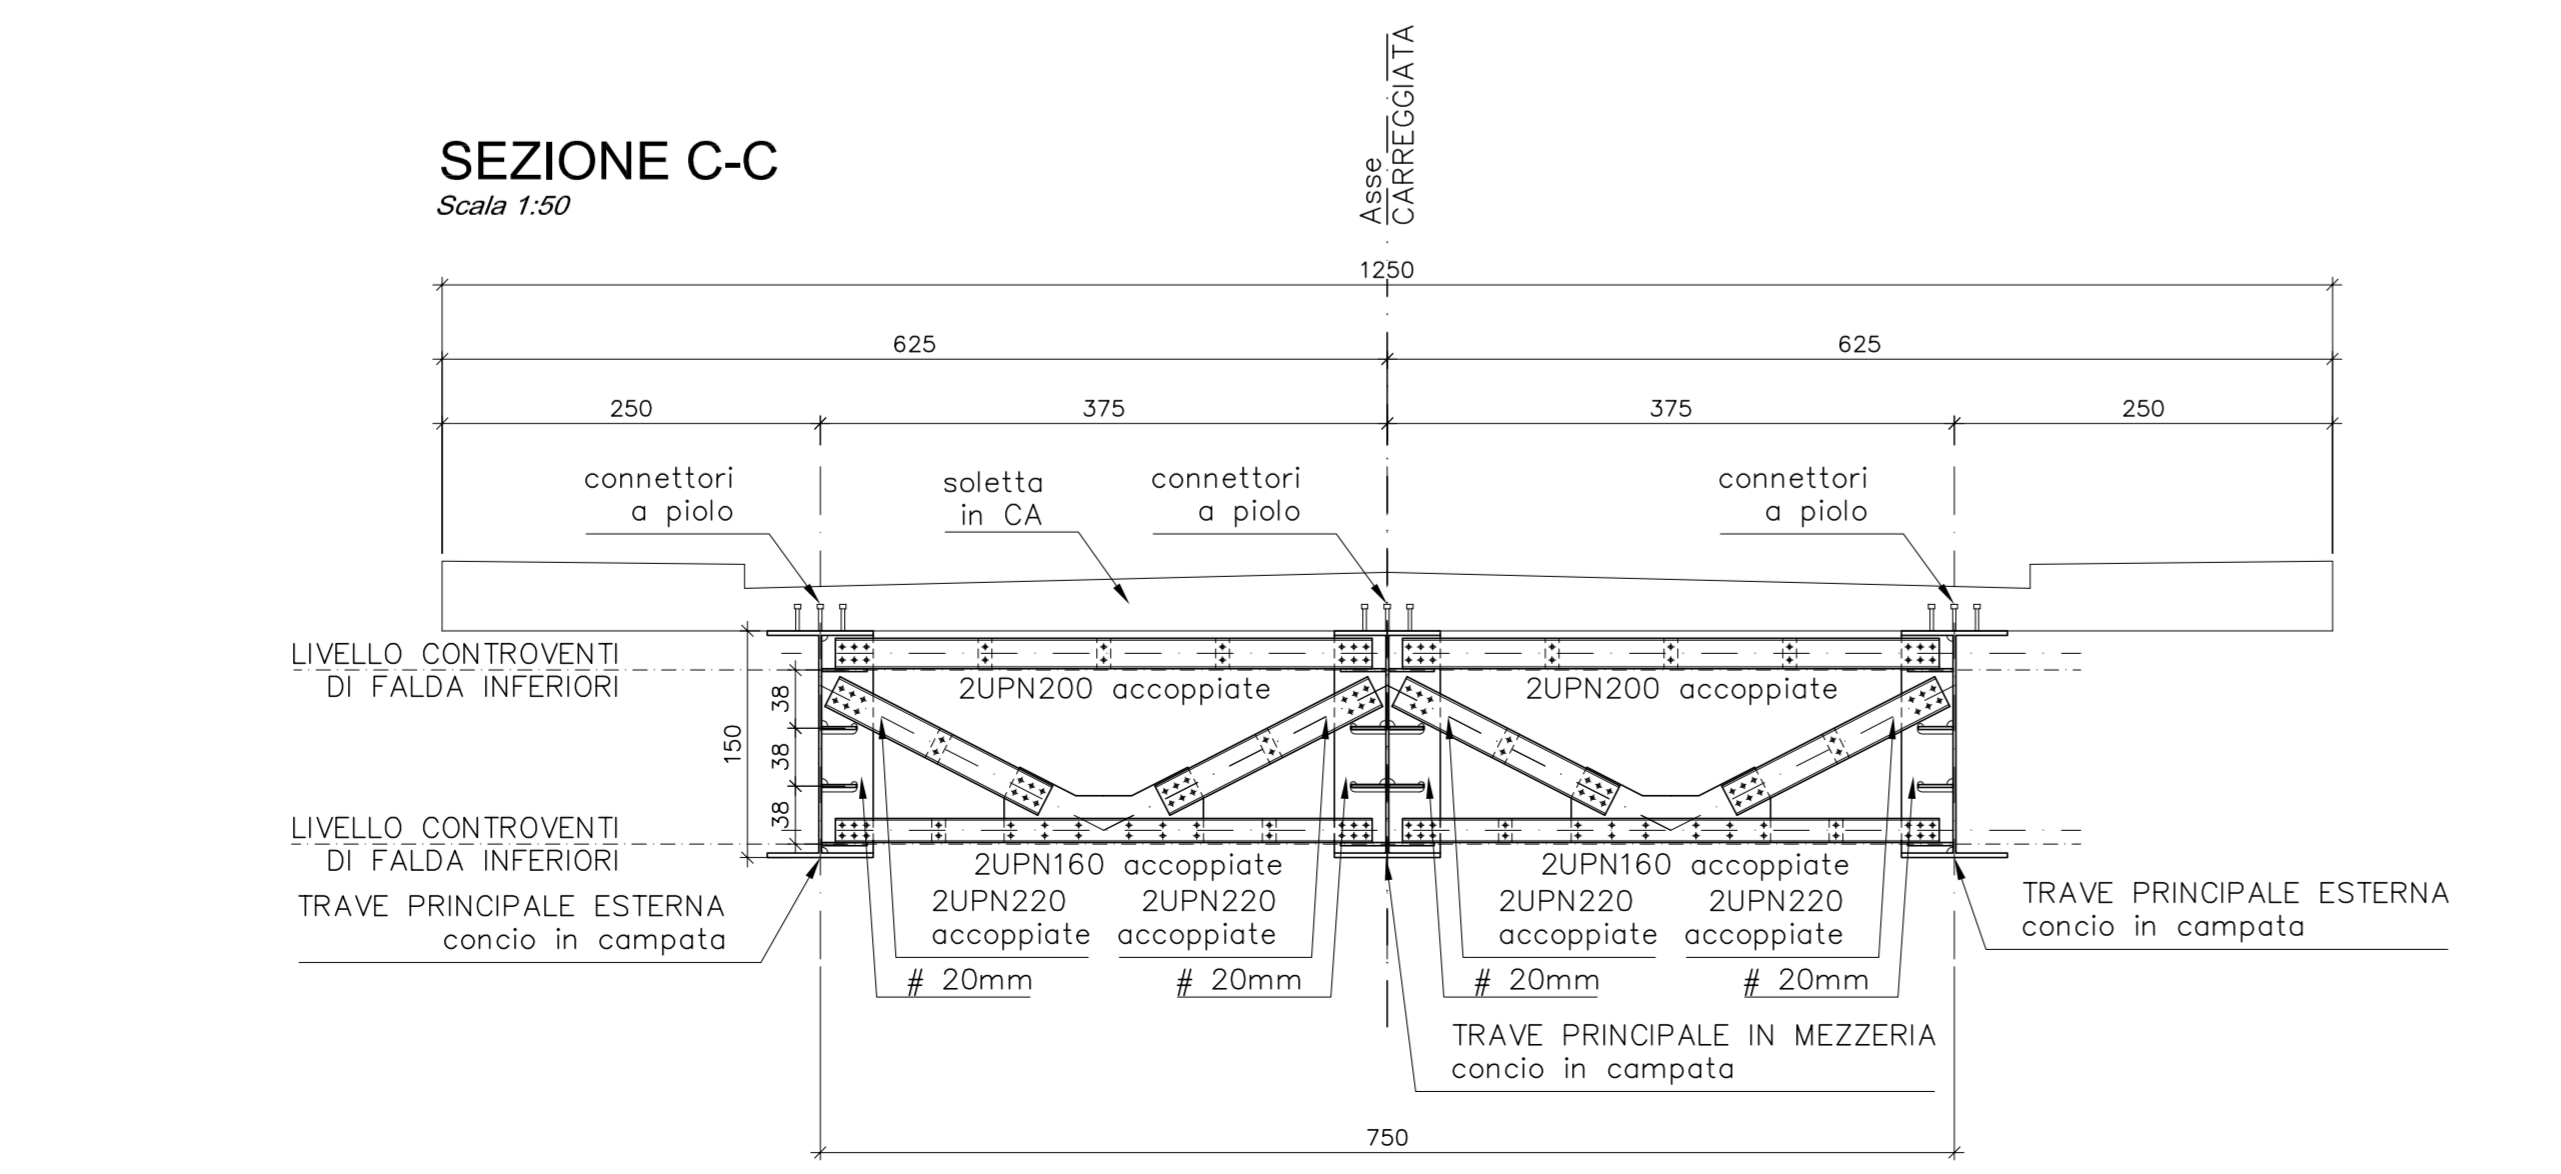 Asse
CARREGGIATA
SEZIONE C-C
Scala 1:50
1250
625
625
250
375
375
250
connettori
a piolo
soletta
in CA
connettori
a piolo
connettori
a piolo
LIVELLO CONTROVENTI
DI FALDA INFERIORI
2UPN200 accoppiate
2UPN200 accoppiate
150
38
38
38
LIVELLO CONTROVENTI
DI FALDA INFERIORI
2UPN160 accoppiate
2UPN160 accoppiate
TRAVE PRINCIPALE ESTERNA
concio in campata
2UPN220
accoppiate
2UPN220
accoppiate
2UPN220
accoppiate
2UPN220
accoppiate
TRAVE PRINCIPALE ESTERNA
concio in campata
# 20mm
# 20mm
# 20mm
# 20mm
TRAVE PRINCIPALE IN MEZZERIA
concio in campata
750